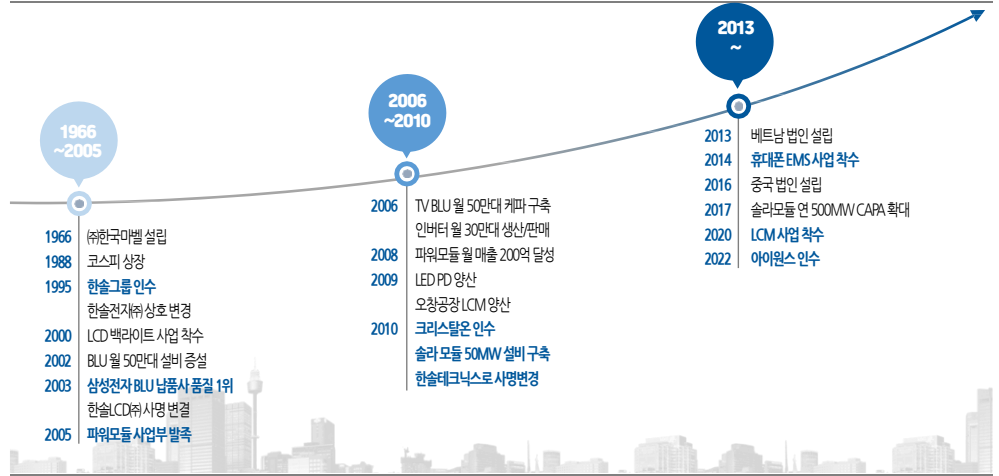 1966
~2005
1966 ㈜한국마벨 설립
1988 코스피 상장
1995 한솔그룹 인수
한솔전자㈜ 상호 변경
2000 LCD 백라이트 사업 착수
2002 BLU 월 50만대 설비 증설
2003 삼성전자 BLU 납품사 품질 1위
한솔LCD㈜ 사명 변결
2005 파워모듈 사업부 발족
2006
~2010
2006 TV BLU 월 50만대 케파 구축
인버터 월 30만대 생산/판매
2008 파워모듈 월 매출 200억 달성
2009 LED PD 양산
오창공장 LCM 양산
2010 크리스탈온 인수
솔라 모듈 50MW 설비 구축
한솔테크닉스로 사명변경
2013
~
2013 베트남 법인 설립
2014 휴대폰 EMS 사업 착수
2016 중국 법인 설립
2017 솔라모듈 연 500MW CAPA 확대
2020 LCM 사업 착수
2022 아이원스 인수